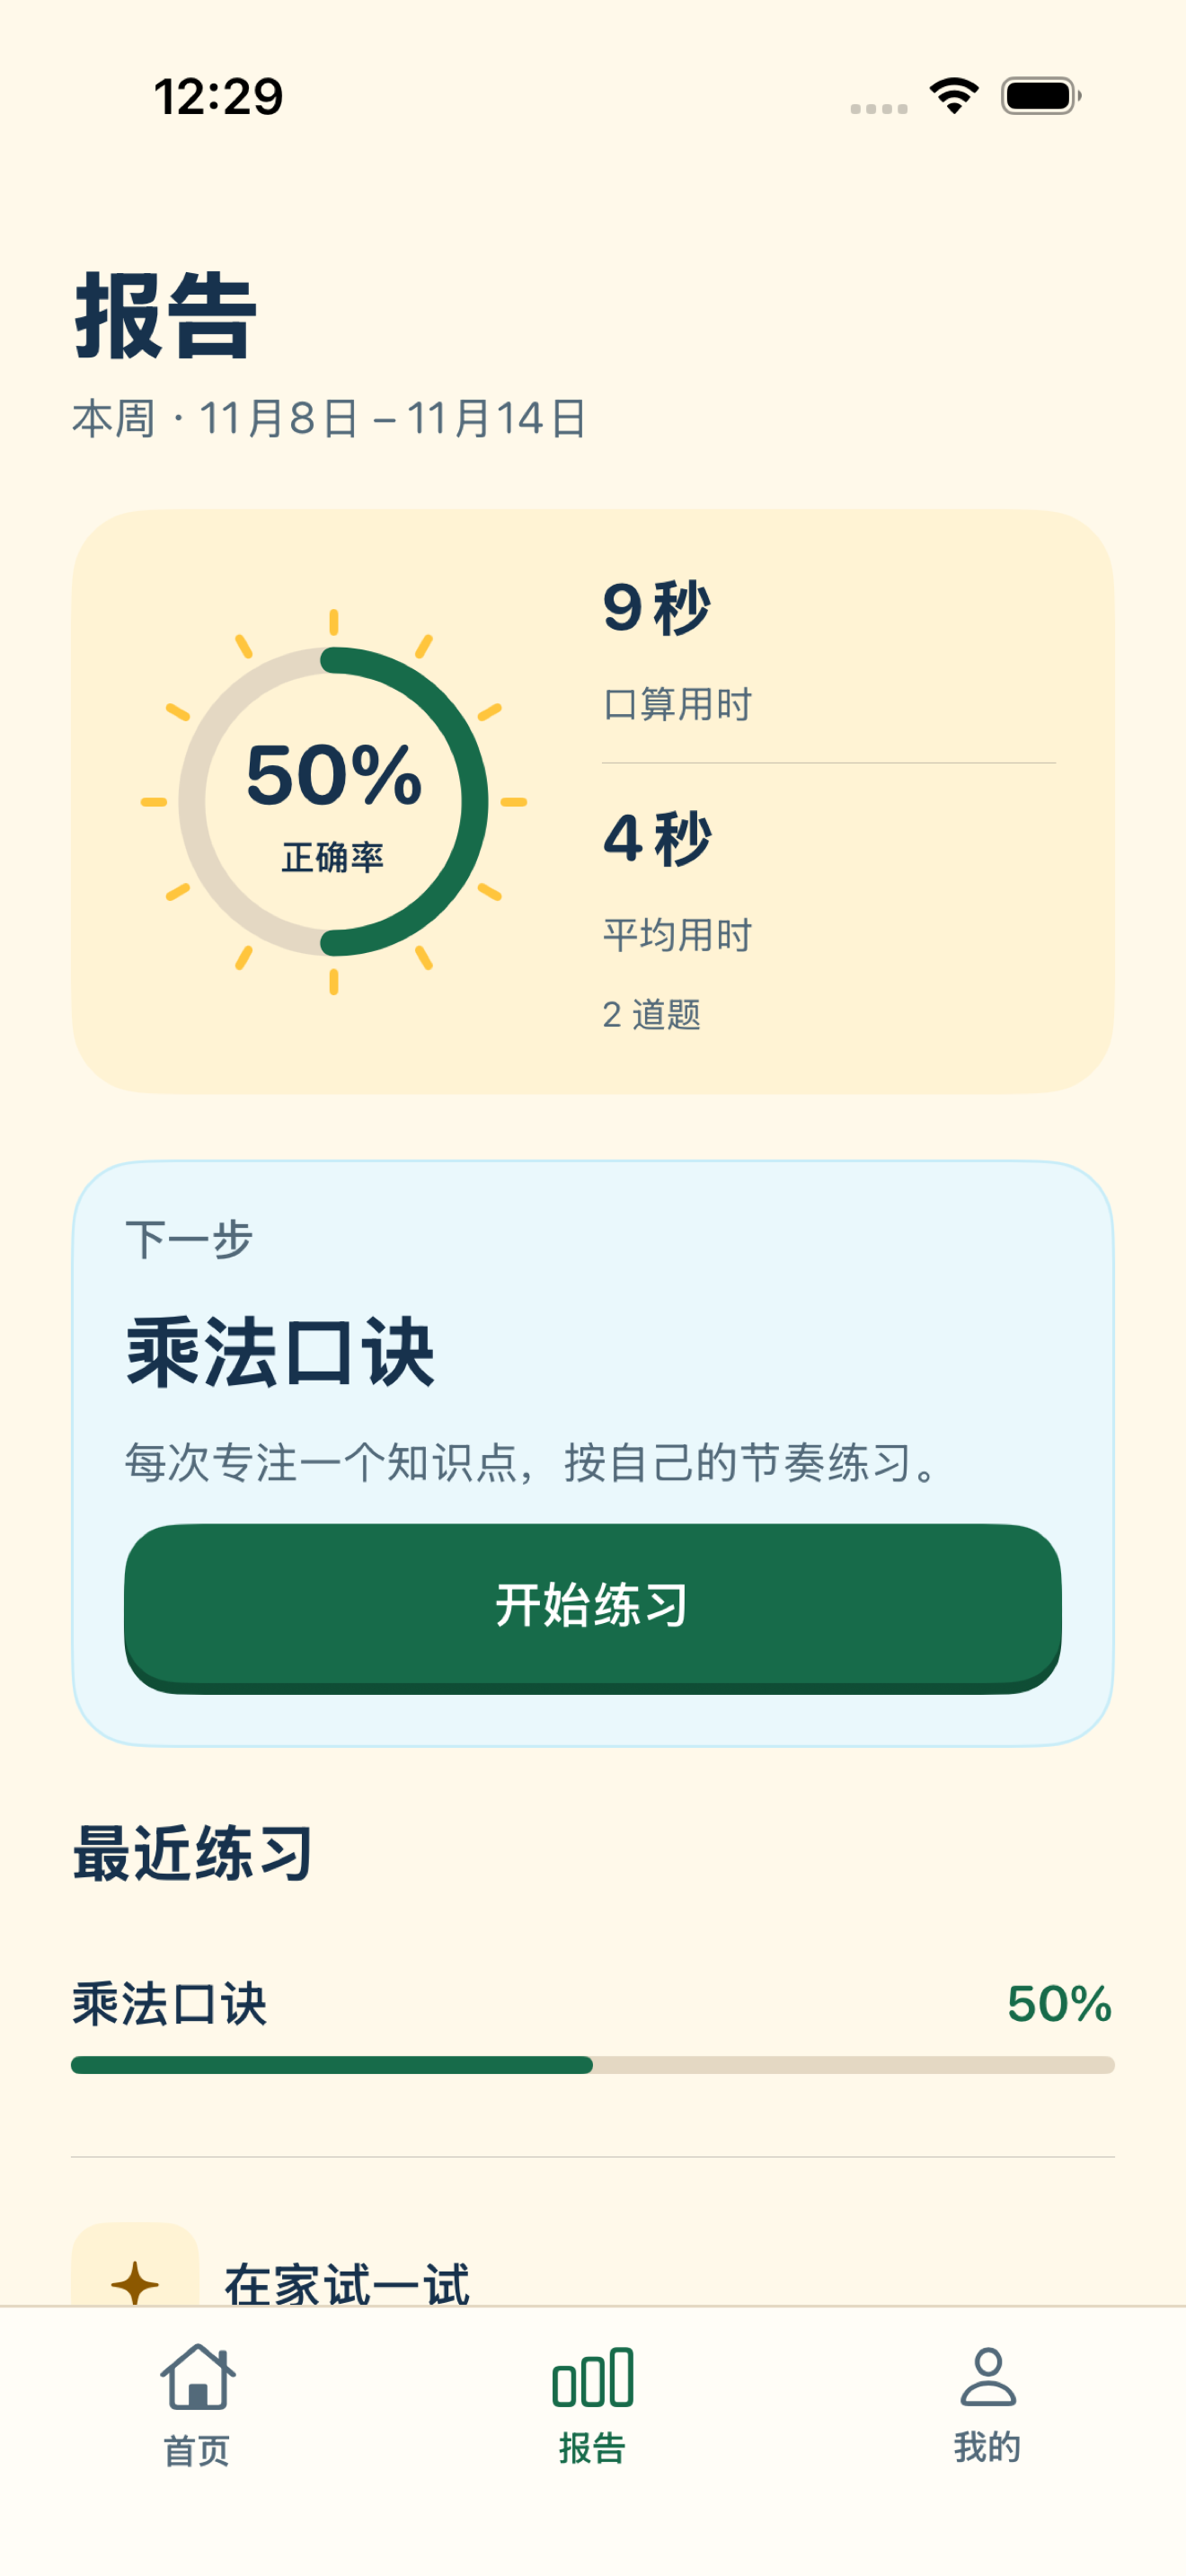 12:29
报告
本周 · 11月8日 – 11月14日
50%
正确率
9 秒
口算用时
4 秒
平均用时
2 道题
下一步
乘法口诀
每次专注一个知识点，按自己的节奏练习。
开始练习
最近练习
乘法口诀
50%
在家试一试
首页
报告
我的